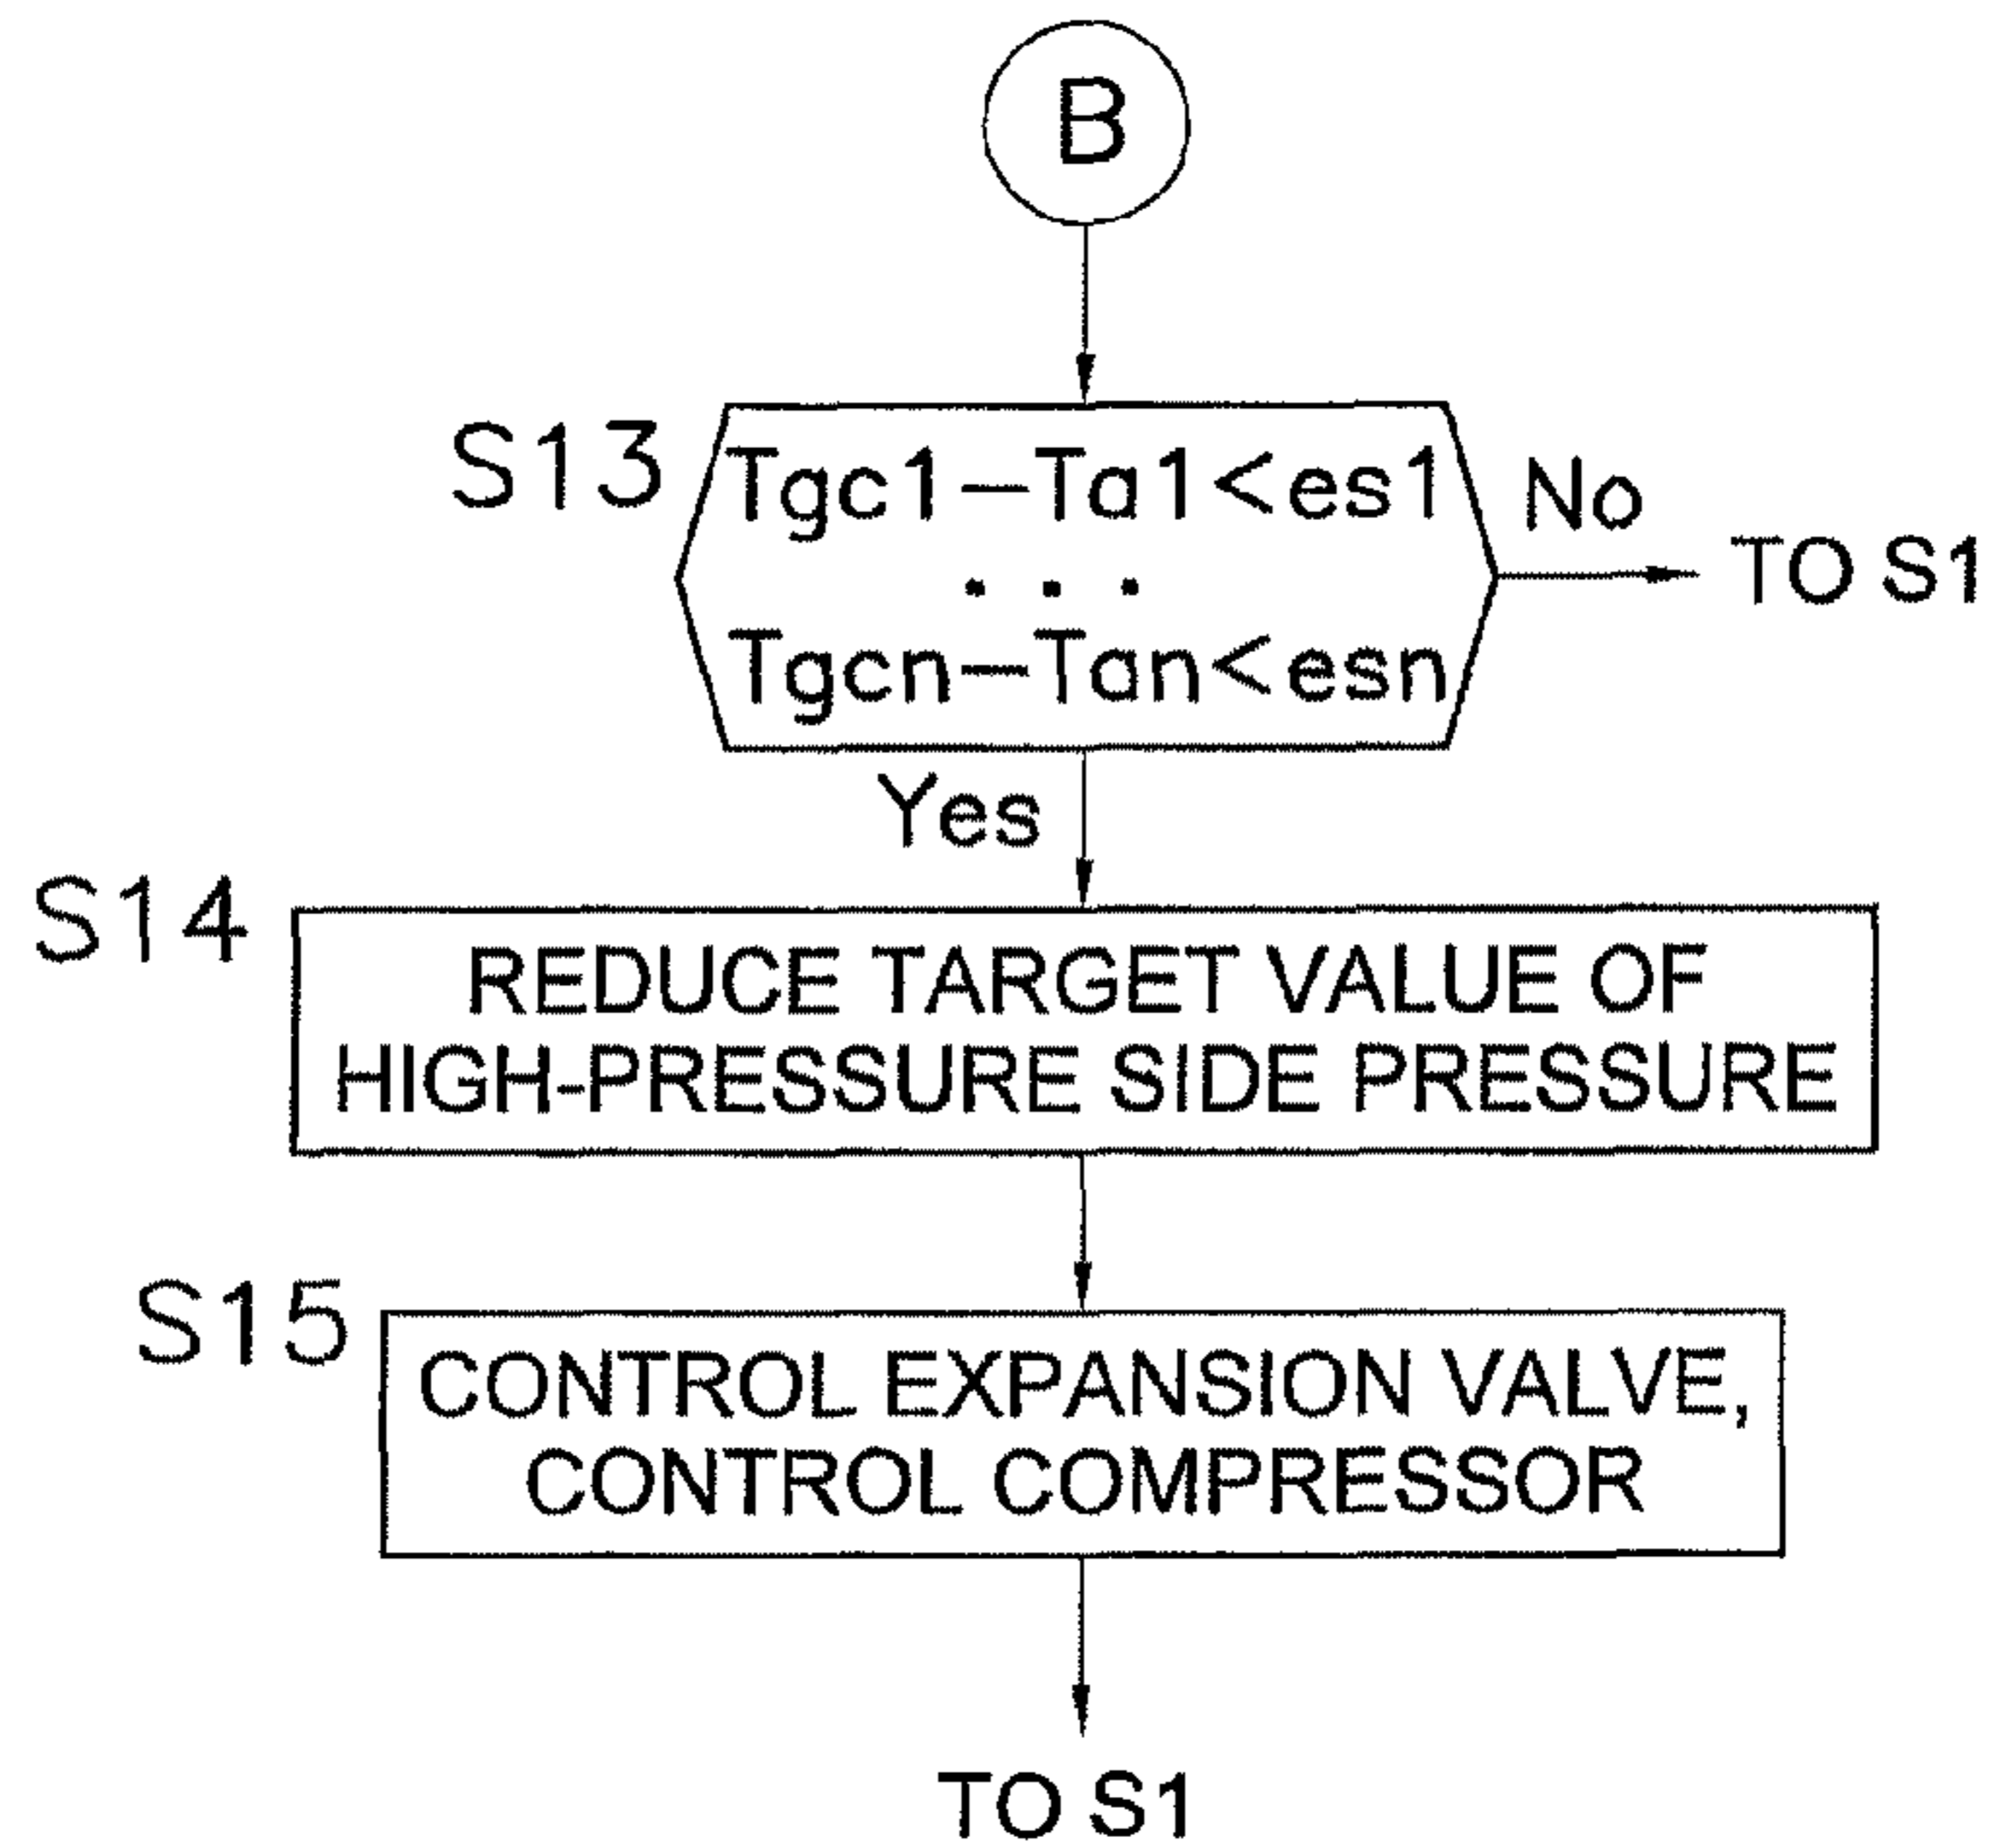 B
S13
Tgc1-Ta1<es1
. . .
Tgcn-Tan<esn
No
TO S1
Yes
S14
REDUCE TARGET VALUE OF
HIGH-PRESSURE SIDE PRESSURE
S15
CONTROL EXPANSION VALVE,
CONTROL COMPRESSOR
TO S1